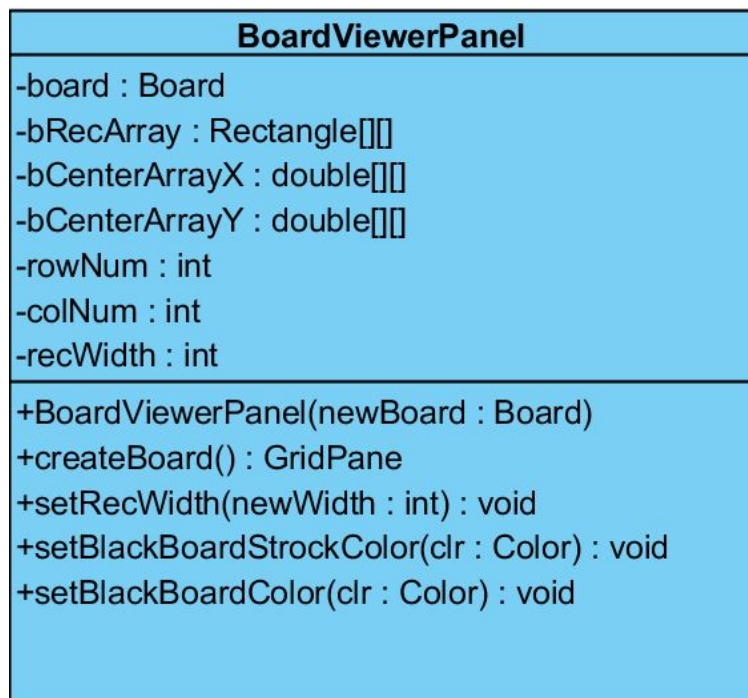 BoardViewerPanel
-board : Board
-bRecArray : Rectangle[][]
-bCenterArrayX : double[][]
-bCenterArrayY : double[][]
-rowNum : int
-colNum : int
-recWidth : int
+BoardViewerPanel(newBoard : Board)
+createBoard() : GridPane
+setRecWidth(newWidth : int) : void
+setBlackBoardStrockColor(clr : Color) : void
+setBlackBoardColor(clr : Color) : void